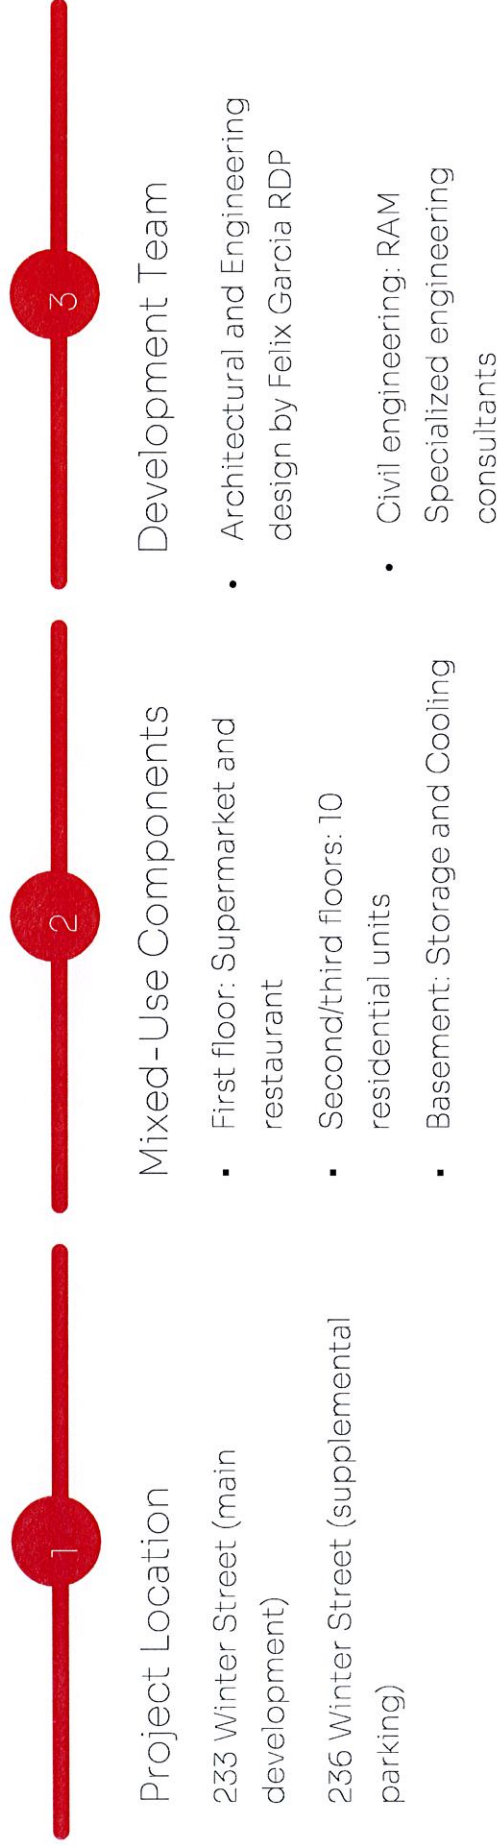 1
Project Location
233 Winter Street (main
development)
236 Winter Street (supplemental
parking)
2
Mixed-Use Components
▪ First floor: Supermarket and
restaurant
▪ Second/third floors: 10
residential units
▪ Basement: Storage and Cooling
3
Development Team
• Architectural and Engineering
design by Felix Garcia RDP
• Civil engineering: RAM
Specialized engineering
consultants